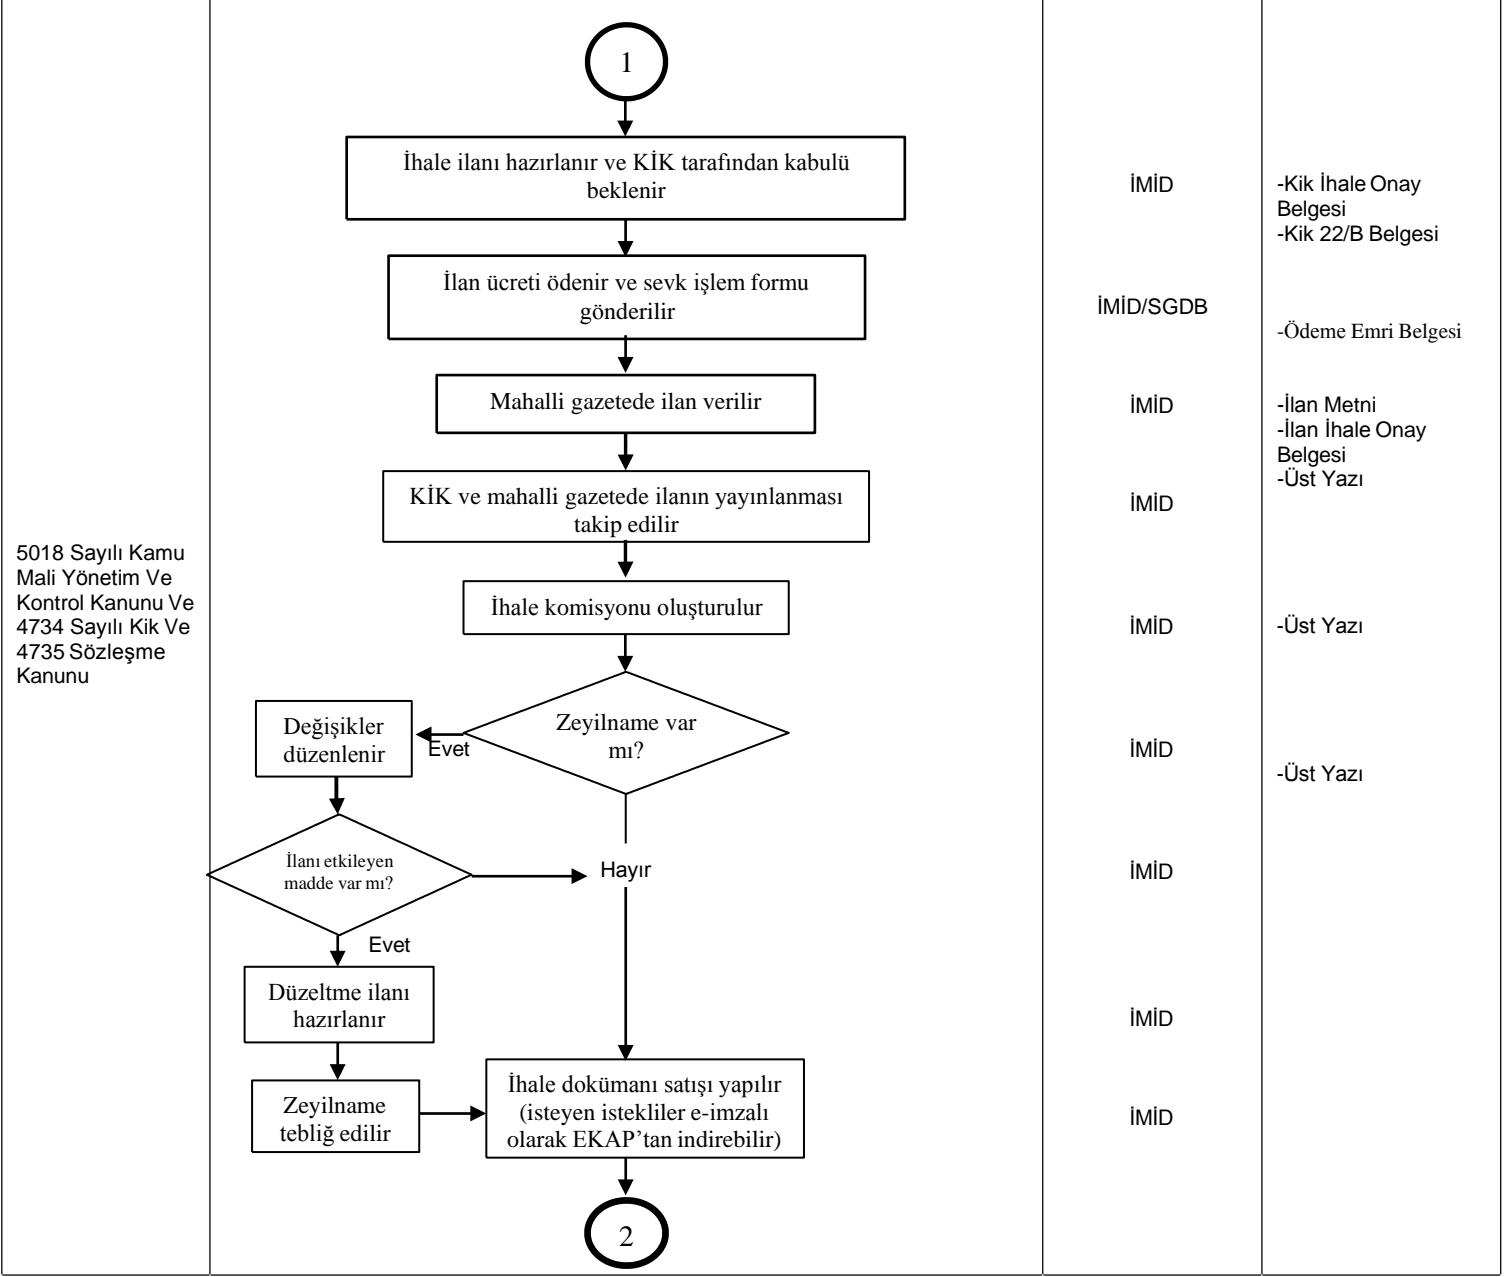 1
İhale ilanı hazırlanır ve KİK tarafından kabulü
beklenir
İMİD
-Kik İhale Onay
Belgesi
-Kik 22/B Belgesi
İlan ücreti ödenir ve sevk işlem formu
gönderilir
İMİD/SGDB
-Ödeme Emri Belgesi
Mahalli gazetede ilan verilir
İMİD
-İlan Metni
-İlan İhale Onay
Belgesi
-Üst Yazı
KİK ve mahalli gazetede ilanın yayınlanması
takip edilir
İMİD
5018 Sayılı Kamu
Mali Yönetim Ve
Kontrol Kanunu Ve
4734 Sayılı Kik Ve
4735 Sözleşme
Kanunu
İhale komisyonu oluşturulur
İMİD
-Üst Yazı
Zeyilname var
mı?
Evet
Değişikler
düzenlenir
İMİD
-Üst Yazı
İlanı etkileyen
madde var mı?
Hayır
İMİD
Evet
Düzeltme ilanı
hazırlanır
İMİD
Zeyilname
tebliğ edilir
İhale dokümanı satışı yapılır
(isteyen istekliler e-imzalı
olarak EKAP’tan indirebilir)
İMİD
2